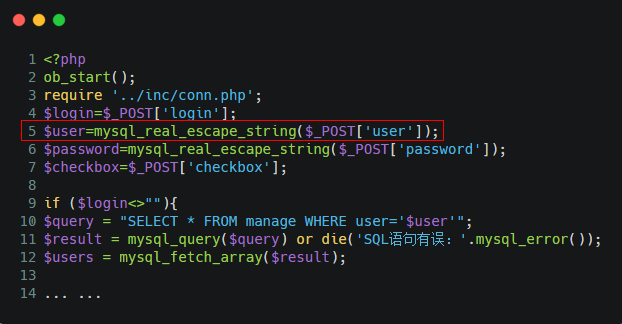 1 <?php
2 ob_start();
3 require '../inc/conn.php';
4 $login=$_POST['login'];
5 $user=mysql_real_escape_string($_POST['user']);
6 $password=mysql_real_escape_string($_POST['password']);
7 $checkbox=$_POST['checkbox'];
8
9 if ($login<>""){
10 $query = "SELECT * FROM manage WHERE user='$user'";
11 $result = mysql_query($query) or die('SQL语句有误：'.mysql_error());
12 $users = mysql_fetch_array($result);
13
14 ... ...